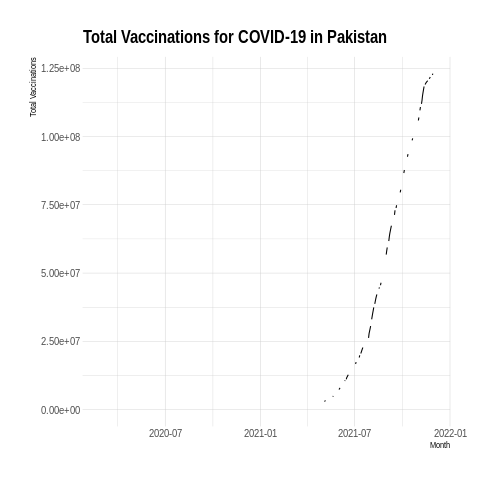 Total Vaccinations for COVID-19 in Pakistan
Total Vaccinations
1.25e+08
1.00e+08
7.50e+07
5.00e+07
2.50e+07
0.00e+00
2020-07 2021-01 2021-07 2022-01
Month